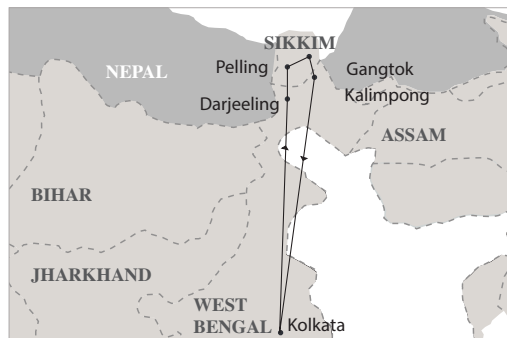 SIKKIM
Pelling
Gangtok
NEPAL
Kalimpong
Darjeeling
ASSAM
BIHAR
JHARKHAND
WEST
BENGAL
Kolkata